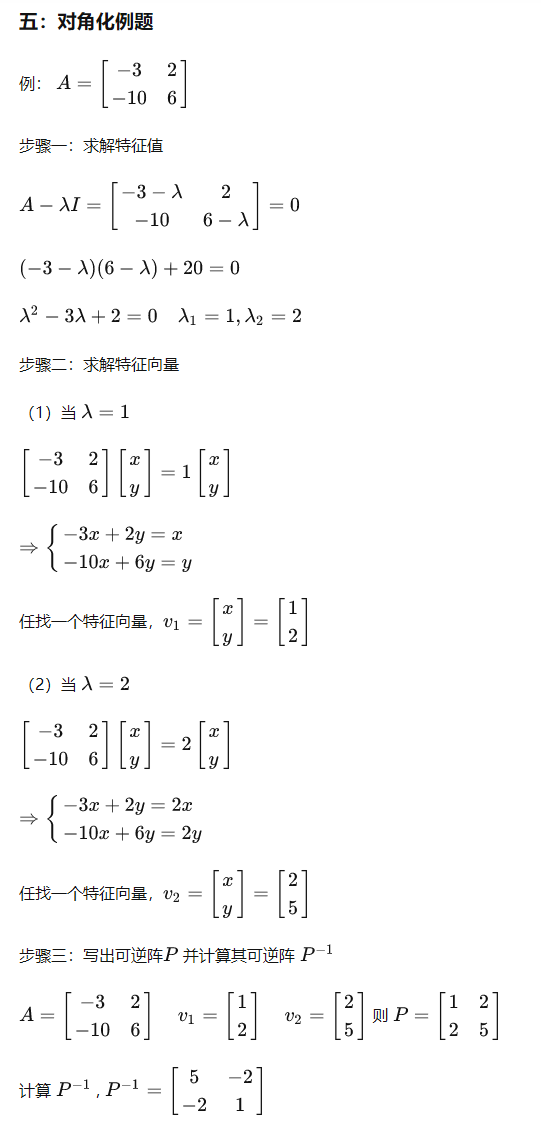 五：对角化例题
例： $A = \begin{bmatrix} -3 & 2 \\ -10 & 6 \end{bmatrix}$
步骤一：求解特征值
$A - \lambda I = \begin{bmatrix} -3-\lambda & 2 \\ -10 & 6-\lambda \end{bmatrix} = 0$
$(-3-\lambda)(6-\lambda)+20=0$
$\lambda^2 - 3\lambda + 2 = 0 \quad \lambda_1 = 1, \lambda_2 = 2$
步骤二：求解特征向量
（1）当 $\lambda = 1$
$\begin{bmatrix} -3 & 2 \\ -10 & 6 \end{bmatrix} \begin{bmatrix} x \\ y \end{bmatrix} = 1 \begin{bmatrix} x \\ y \end{bmatrix}$
$\Rightarrow \begin{cases} -3x + 2y = x \\ -10x + 6y = y \end{cases}$
任找一个特征向量，$v_1 = \begin{bmatrix} x \\ y \end{bmatrix} = \begin{bmatrix} 1 \\ 2 \end{bmatrix}$
（2）当 $\lambda = 2$
$\begin{bmatrix} -3 & 2 \\ -10 & 6 \end{bmatrix} \begin{bmatrix} x \\ y \end{bmatrix} = 2 \begin{bmatrix} x \\ y \end{bmatrix}$
$\Rightarrow \begin{cases} -3x + 2y = 2x \\ -10x + 6y = 2y \end{cases}$
任找一个特征向量，$v_2 = \begin{bmatrix} x \\ y \end{bmatrix} = \begin{bmatrix} 2 \\ 5 \end{bmatrix}$
步骤三：写出可逆阵$P$ 并计算其可逆阵 $P^{-1}$
$A = \begin{bmatrix} -3 & 2 \\ -10 & 6 \end{bmatrix} \quad v_1 = \begin{bmatrix} 1 \\ 2 \end{bmatrix} \quad v_2 = \begin{bmatrix} 2 \\ 5 \end{bmatrix}$ 则 $P = \begin{bmatrix} 1 & 2 \\ 2 & 5 \end{bmatrix}$
计算 $P^{-1}$ , $P^{-1} = \begin{bmatrix} 5 & -2 \\ -2 & 1 \end{bmatrix}$